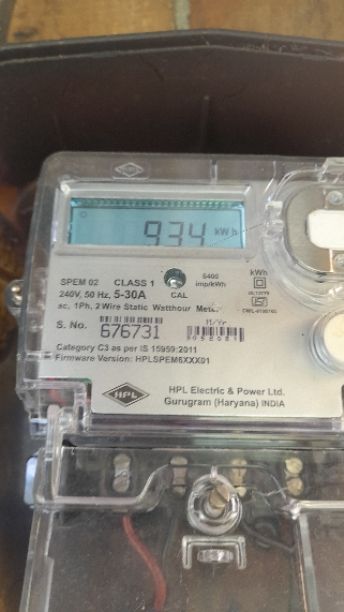 HPL
934 kWh
SPEM 02 CLASS 1 6400 imp/kWh kWh
240V, 50 Hz, 5-30A CAL
ac, 1Ph, 2 Wire Static Watthour Meter
S. No. 676731 M/Yr
Category C3 as per IS 15959:2011
Firmware Version: HPLSPEM6XXX01
HPL HPL Electric & Power Ltd.
Gurugram (Haryana) INDIA